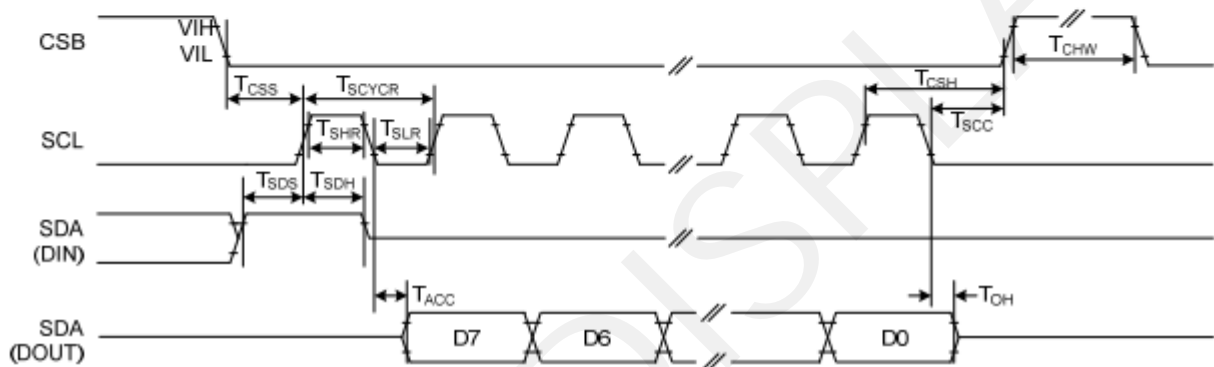 CSB
VIH
VIL
TCHW
TCSS
TSCYCR
TCSH
SCL
TSHR
TSLR
TSCC
TSDS
TSDH
SDA
(DIN)
TACC
TOH
SDA
(DOUT)
D7
D6
D0